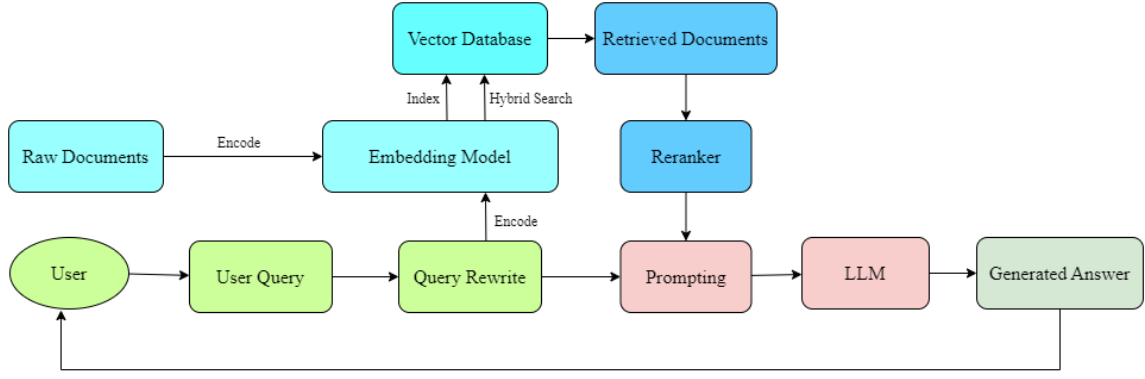 Vector Database
Retrieved Documents
Index
Hybrid Search
Raw Documents
Encode
Embedding Model
Reranker
Encode
User
User Query
Query Rewrite
Prompting
LLM
Generated Answer